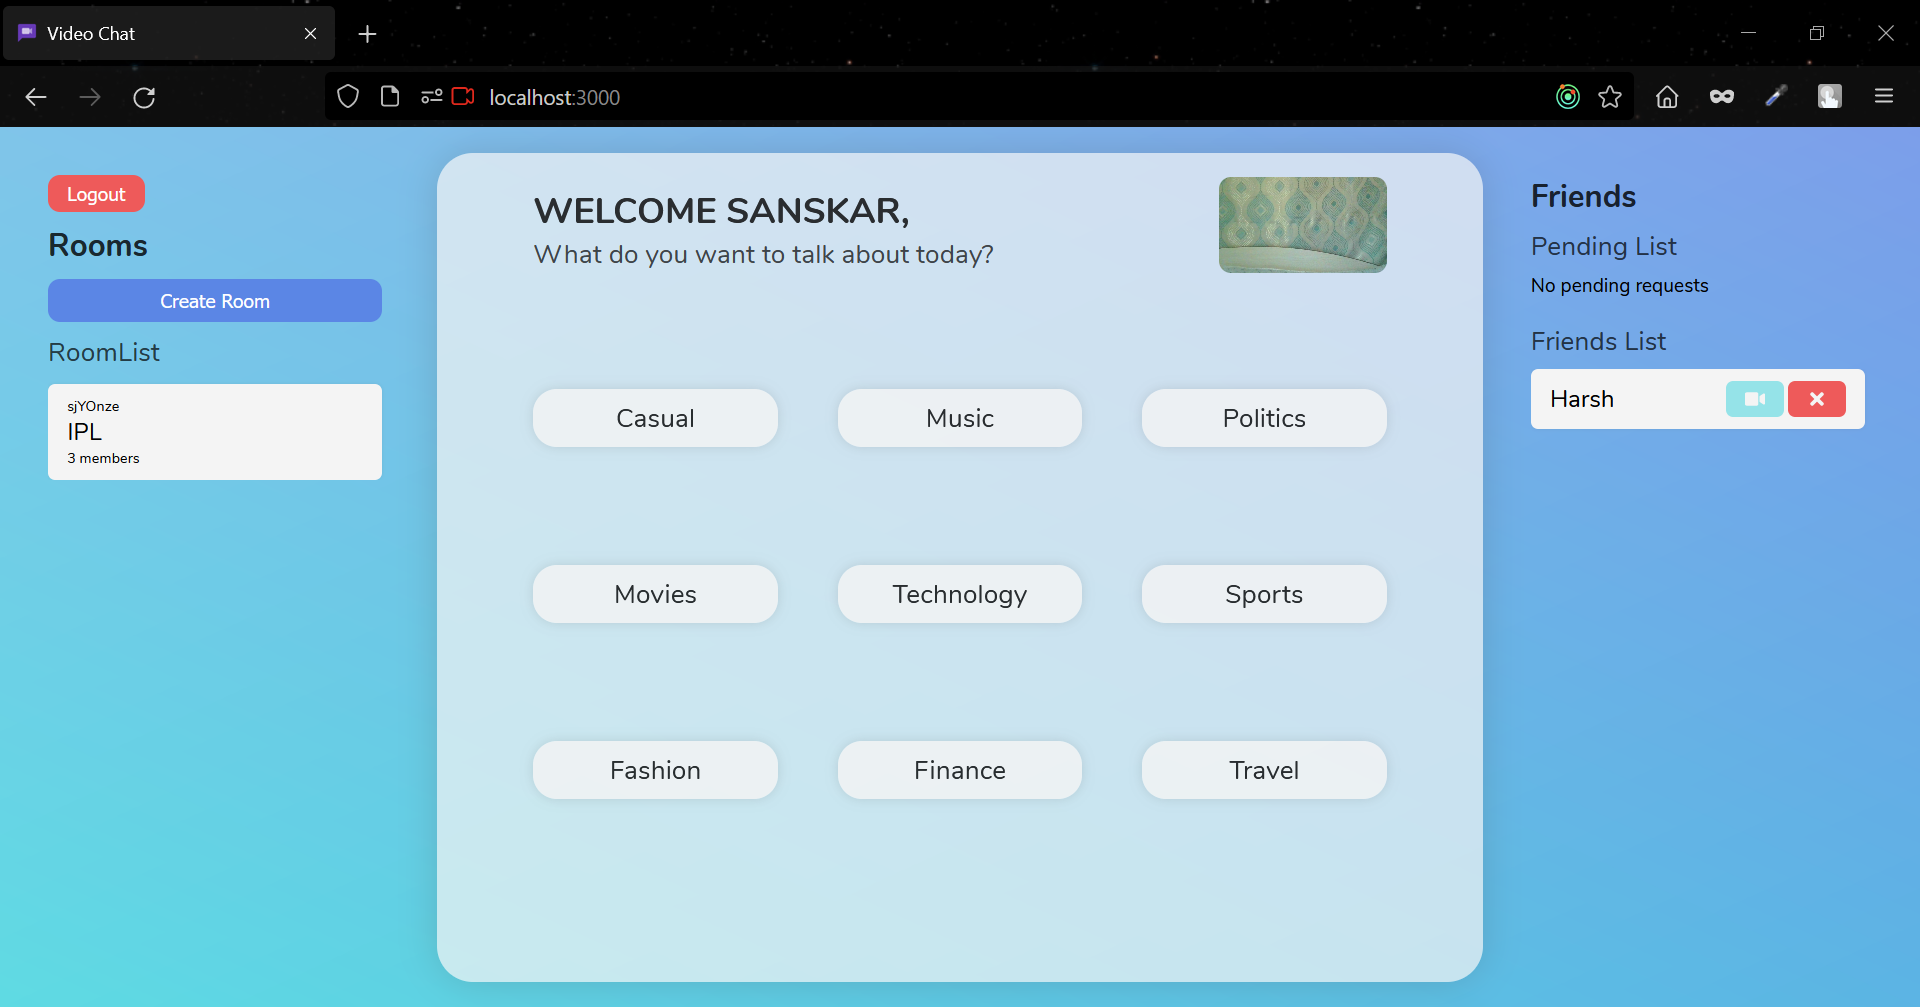 Video Chat
localhost:3000
Logout
Rooms
Create Room
RoomList
sjYOnze
IPL
3 members
WELCOME SANSKAR,
What do you want to talk about today?
Casual
Music
Politics
Movies
Technology
Sports
Fashion
Finance
Travel
Friends
Pending List
No pending requests
Friends List
Harsh